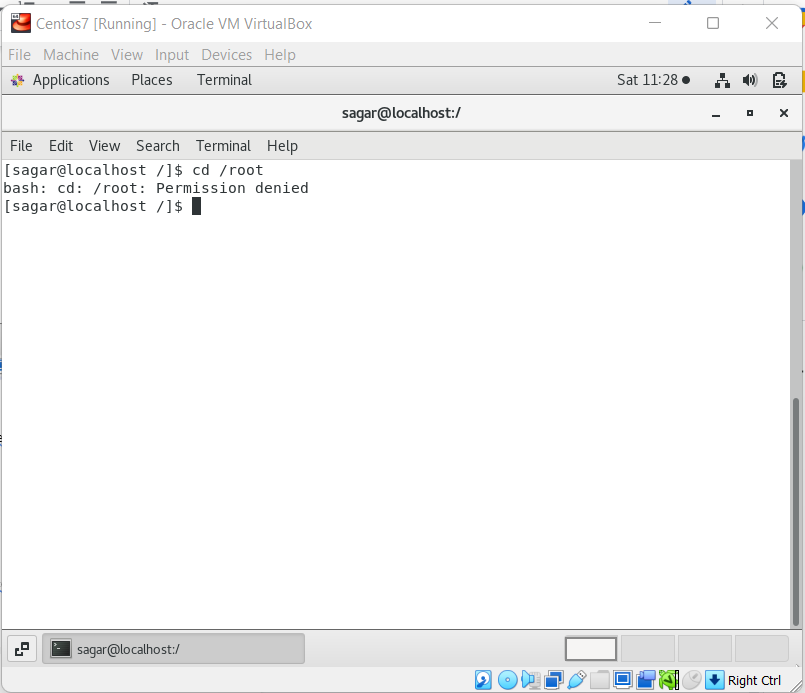 Centos7 [Running] - Oracle VM VirtualBox
File Machine View Input Devices Help
Applications Places Terminal Sat 11:28
sagar@localhost:/
File Edit View Search Terminal Help
[sagar@localhost /]$ cd /root
bash: cd: /root: Permission denied
[sagar@localhost /]$
sagar@localhost:/
Right Ctrl